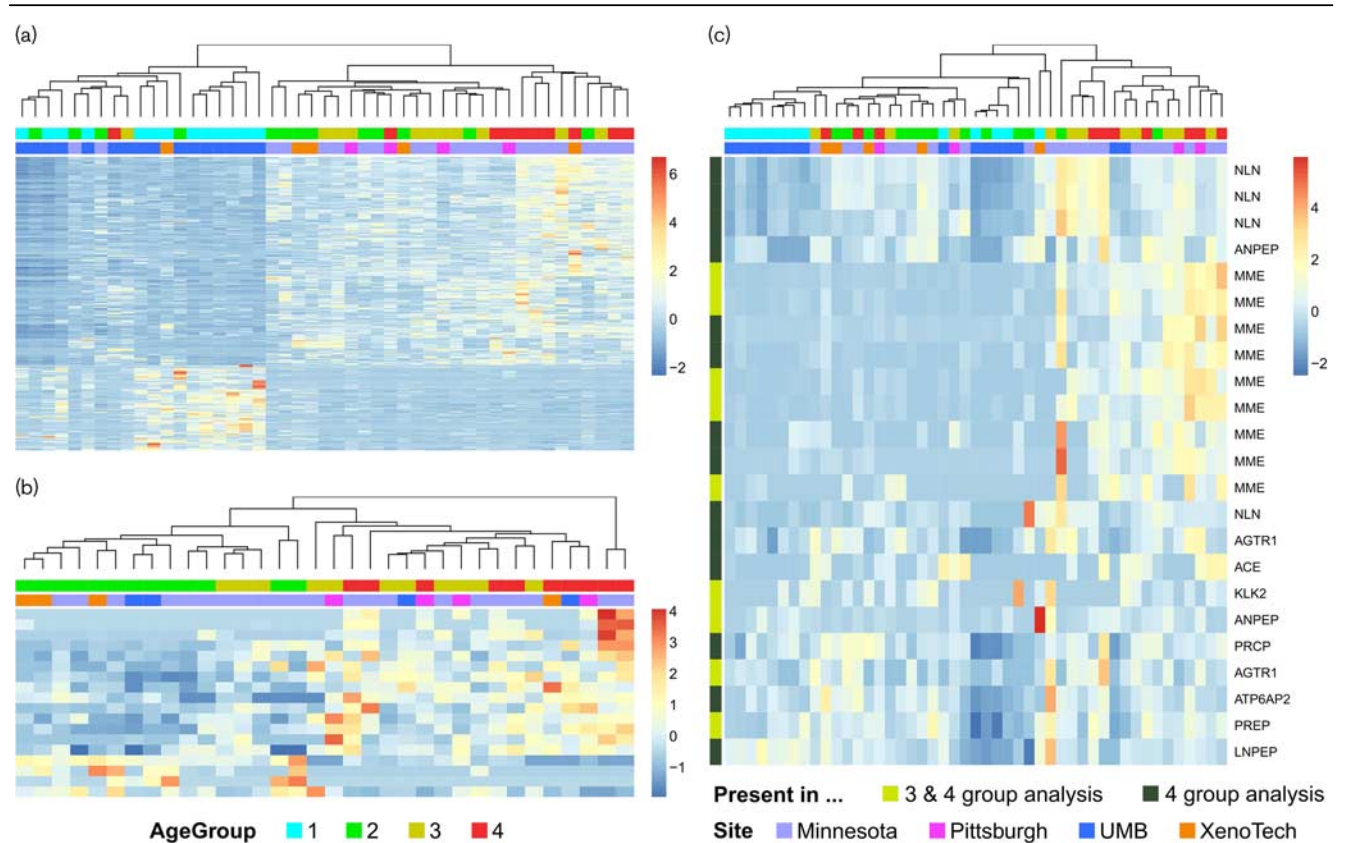 (a)
6
4
2
0
−2
(b)
4
3
2
1
0
−1
AgeGroup 1 2 3 4
(c)
NLN
NLN
NLN
ANPEP
MME
MME
MME
MME
MME
MME
MME
MME
MME
NLN
AGTR1
ACE
KLK2
ANPEP
PRCP
AGTR1
ATP6AP2
PREP
LNPEP
4
2
0
−2
Present in ... 3 & 4 group analysis 4 group analysis
Site Minnesota Pittsburgh UMB XenoTech